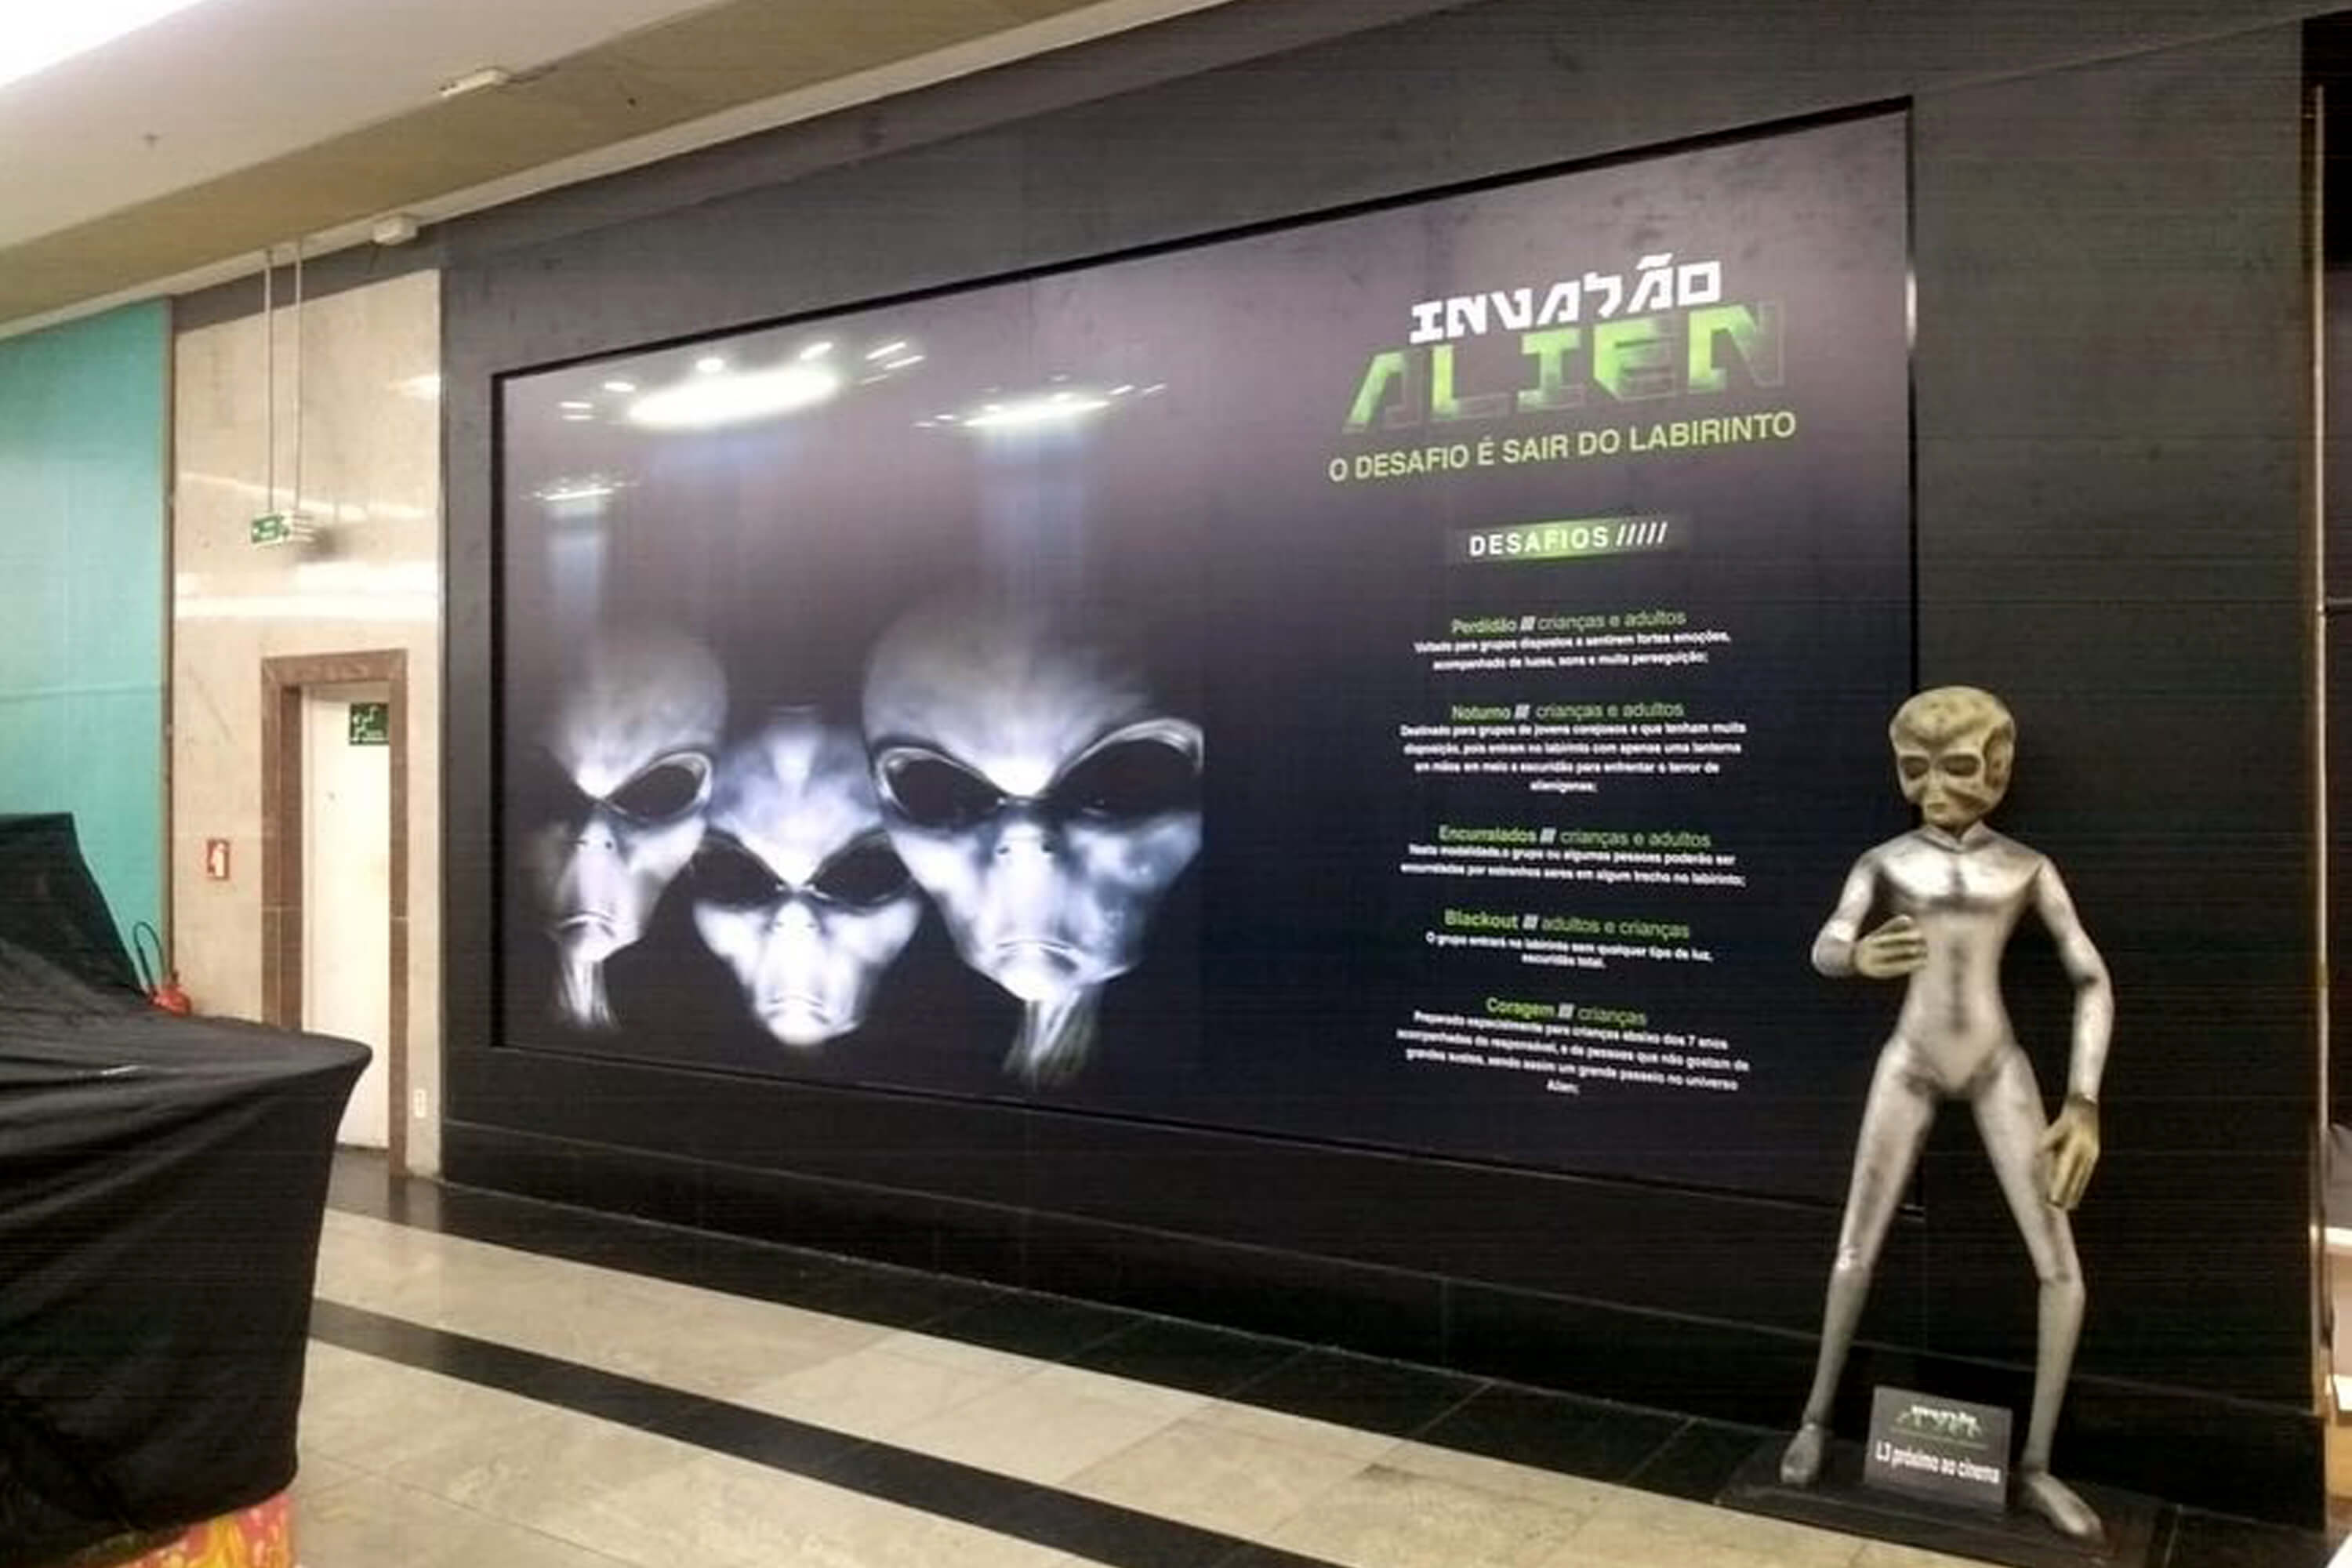 INVASÃO
ALIEN
O DESAFIO É SAIR DO LABIRINTO
DESAFIOS /////
Perdidão /// crianças e adultos
Voltado para grupos dispostos a sentirem fortes emoções,
acompanhado de luzes, sons e muita perseguição;
Noturno /// crianças e adultos
Destinado para grupos de jovens corajosos e que tenham muita
disposição, pois entram no labirinto com apenas uma lanterna
em mãos em meio a escuridão para enfrentar o terror de
alienígenas;
Encurralados /// crianças e adultos
Nesta modalidade,o grupo ou algumas pessoas poderão ser
encurralados por estranhos seres em algum trecho no labirinto;
Blackout /// adultos e crianças
O grupo entrará no labirinto sem qualquer tipo de luz,
escuridão total.
Coragem /// crianças
Preparado especialmente para crianças abaixo dos 7 anos
acompanhados do responsável, e de pessoas que não gostam de
grandes sustos, sendo assim um grande passeio no universo
Alien;
INVASÃO
ALIEN
L3 próximo ao cinema